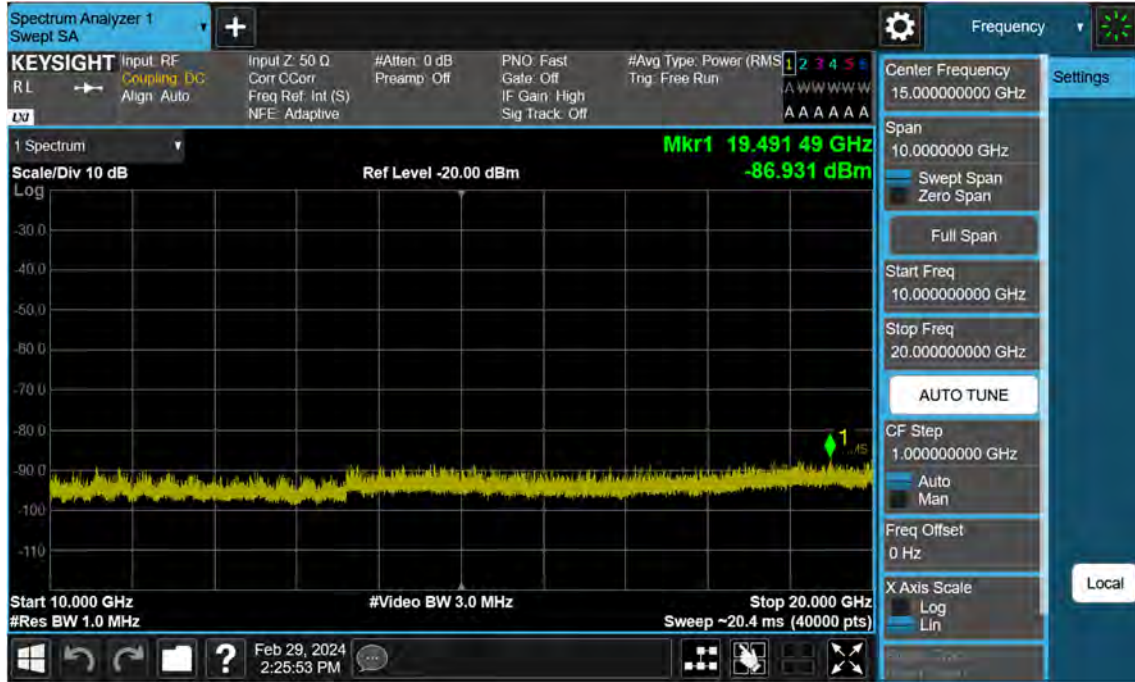 Spectrum Analyzer 1
Swept SA
Frequency
KEYSIGHT
RL
LXI
Input: RF
Coupling: DC
Align: Auto
Input Z: 50 Ω
Corr CCorr
Freq Ref: Int (S)
NFE: Adaptive
#Atten: 0 dB
Preamp: Off
PNO: Fast
Gate: Off
IF Gain: High
Sig Track: Off
#Avg Type: Power (RMS
Trig: Free Run
1 2 3 4 5 6
A W W W W W
A A A A A A
1 Spectrum
Scale/Div 10 dB
Log
Ref Level -20.00 dBm
Mkr1 19.491 49 GHz
-86.931 dBm
-30.0
-40.0
-50.0
-60.0
-70.0
-80.0
-90.0
-100
-110
1
Start 10.000 GHz
#Res BW 1.0 MHz
#Video BW 3.0 MHz
Stop 20.000 GHz
Sweep ~20.4 ms (40000 pts)
Feb 29, 2024
2:25:53 PM
Center Frequency
15.000000000 GHz
Span
10.0000000 GHz
Swept Span
Zero Span
Full Span
Start Freq
10.000000000 GHz
Stop Freq
20.000000000 GHz
AUTO TUNE
CF Step
1.000000000 GHz
Auto
Man
Freq Offset
0 Hz
X Axis Scale
Log
Lin
Settings
Local